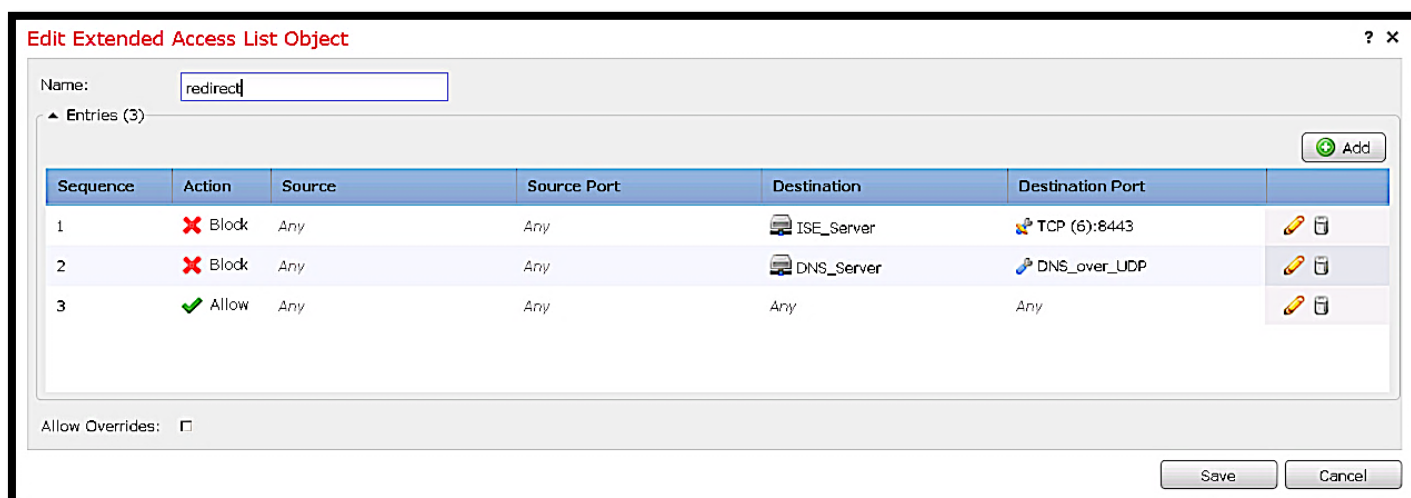 Edit Extended Access List Object ? ×
Name: redirect
Entries (3)
Add
Sequence Action Source Source Port Destination Destination Port
1 Block Any Any ISE_Server TCP (6):8443
2 Block Any Any DNS_Server DNS_over_UDP
3 Allow Any Any Any Any
Allow Overrides:
Save Cancel